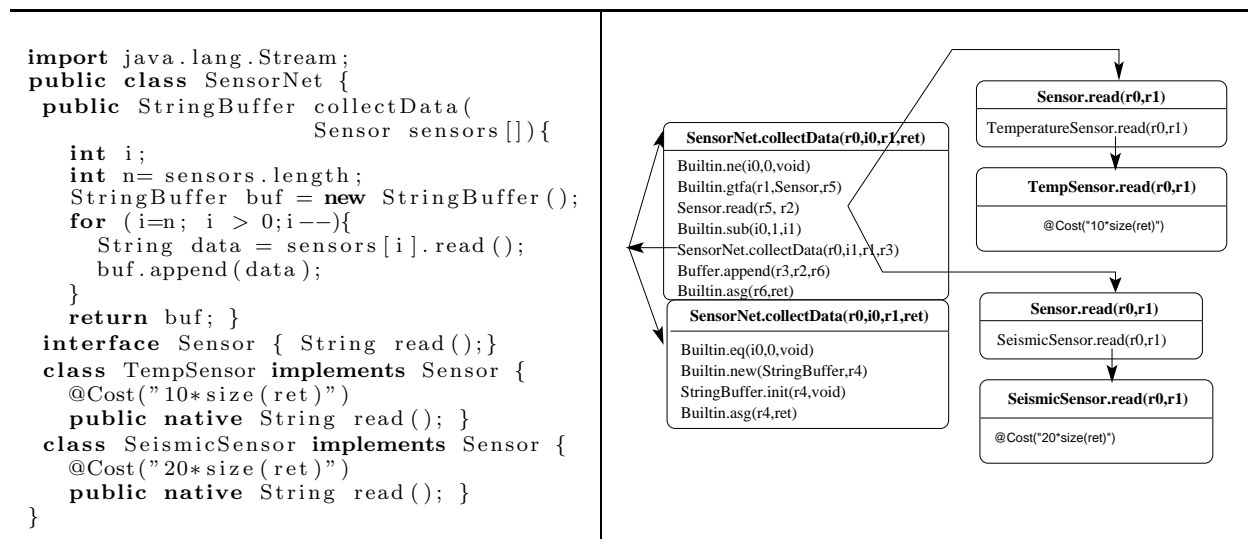 import java.lang.Stream;
public class SensorNet {
public StringBuffer collectData(
Sensor sensors[]){
int i;
int n= sensors.length;
StringBuffer buf = new StringBuffer();
for (i=n; i > 0;i--){
String data = sensors[i].read();
buf.append(data);
}
return buf; }
interface Sensor { String read();}
class TempSensor implements Sensor {
@Cost("10*size(ret)")
public native String read(); }
class SeismicSensor implements Sensor {
@Cost("20*size(ret)")
public native String read(); }
}
SensorNet.collectData(r0,i0,r1,ret)
Builtin.ne(i0,0,void)
Builtin.gtfa(r1,Sensor,r5)
Sensor.read(r5, r2)
Builtin.sub(i0,1,i1)
SensorNet.collectData(r0,i1,r1,r3)
Buffer.append(r3,r2,r6)
Builtin.asg(r6,ret)
SensorNet.collectData(r0,i0,r1,ret)
Builtin.eq(i0,0,void)
Builtin.new(StringBuffer,r4)
StringBuffer.init(r4,void)
Builtin.asg(r4,ret)
Sensor.read(r0,r1)
TemperatureSensor.read(r0,r1)
TempSensor.read(r0,r1)
@Cost("10*size(ret)")
Sensor.read(r0,r1)
SeismicSensor.read(r0,r1)
SeismicSensor.read(r0,r1)
@Cost("20*size(ret)")